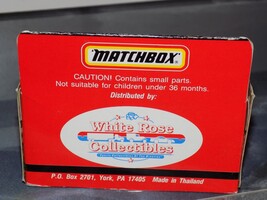 MATCHBOX
CAUTION! Contains small parts.
Not suitable for children under 36 months.
Distributed by:
White Rose
Collectibles
P.O. Box 2701, York, PA 17405 Made in Thailand